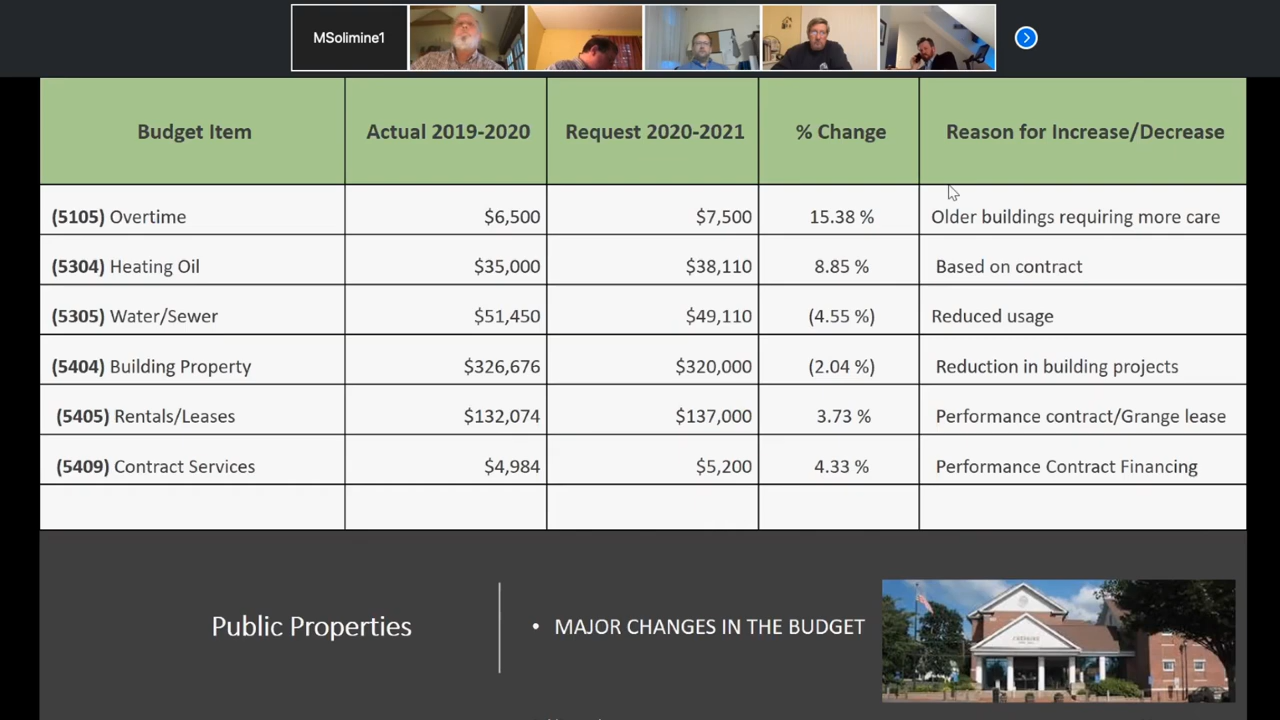 MSolimine1
Budget Item Actual 2019-2020 Request 2020-2021 % Change Reason for Increase/Decrease
(5105) Overtime $6,500 $7,500 15.38 % Older buildings requiring more care
(5304) Heating Oil $35,000 $38,110 8.85 % Based on contract
(5305) Water/Sewer $51,450 $49,110 (4.55 %) Reduced usage
(5404) Building Property $326,676 $320,000 (2.04 %) Reduction in building projects
(5405) Rentals/Leases $132,074 $137,000 3.73 % Performance contract/Grange lease
(5409) Contract Services $4,984 $5,200 4.33 % Performance Contract Financing
Public Properties
• MAJOR CHANGES IN THE BUDGET